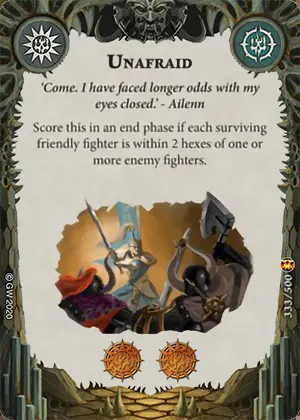 UNAFRAID
'Come. I have faced longer odds with my
eyes closed.' - Ailenn
Score this in an end phase if each surviving
friendly fighter is within 2 hexes of one or
more enemy fighters.
© GW 2020
333/500